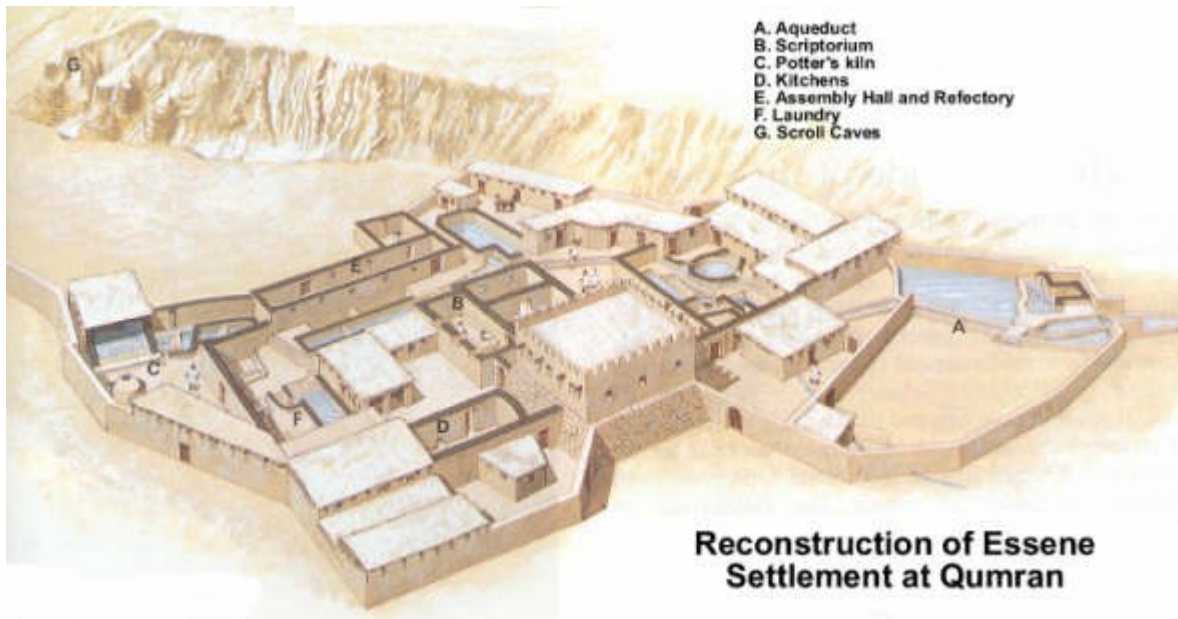 A. Aqueduct
B. Scriptorium
C. Potter's kiln
D. Kitchens
E. Assembly Hall and Refectory
F. Laundry
G. Scroll Caves
G
E
B
A
C
F
D
Reconstruction of Essene
Settlement at Qumran